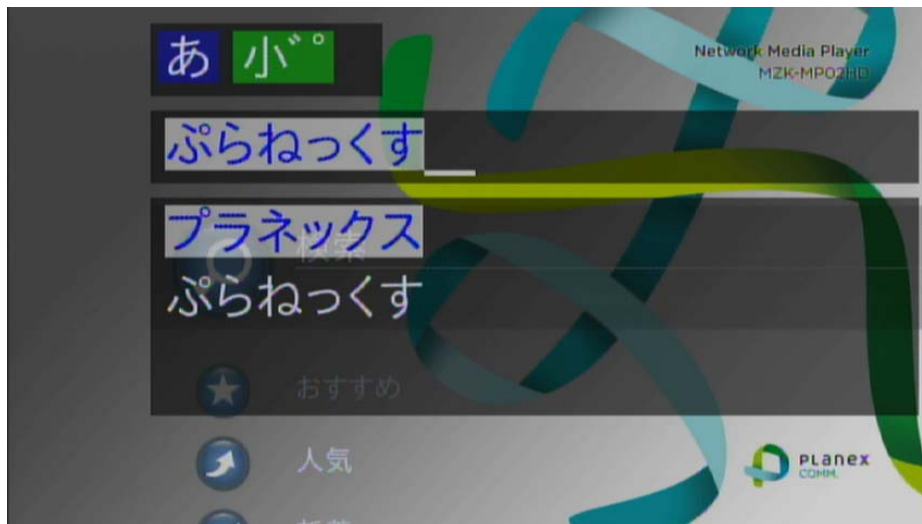 あ 小゛゜
Network Media Player
MZK-MP02HD
ぷらねっくす
プラネックス
検索
ぷらねっくす
おすすめ
人気
PLanex
COMM.